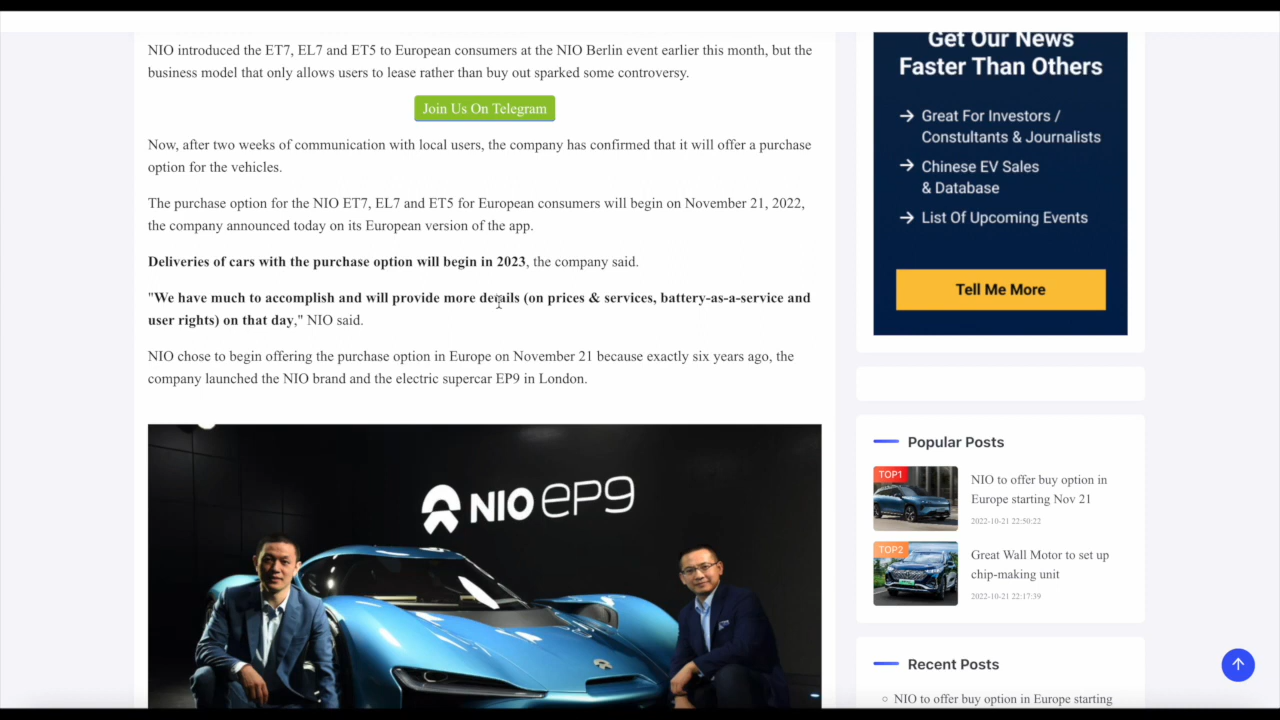 NIO introduced the ET7, EL7 and ET5 to European consumers at the NIO Berlin event earlier this month, but the
business model that only allows users to lease rather than buy out sparked some controversy.
Join Us On Telegram
Now, after two weeks of communication with local users, the company has confirmed that it will offer a purchase
option for the vehicles.
The purchase option for the NIO ET7, EL7 and ET5 for European consumers will begin on November 21, 2022,
the company announced today on its European version of the app.
Deliveries of cars with the purchase option will begin in 2023, the company said.
"We have much to accomplish and will provide more details (on prices & services, battery-as-a-service and
user rights) on that day," NIO said.
NIO chose to begin offering the purchase option in Europe on November 21 because exactly six years ago, the
company launched the NIO brand and the electric supercar EP9 in London.
NIO EP9
Get Our News
Faster Than Others
→ Great For Investors /
Constultants & Journalists
→ Chinese EV Sales
& Database
→ List Of Upcoming Events
Tell Me More
Popular Posts
TOP1
NIO to offer buy option in
Europe starting Nov 21
2022-10-21 22:50:22
TOP2
Great Wall Motor to set up
chip-making unit
2022-10-21 22:17:39
Recent Posts
NIO to offer buy option in Europe starting